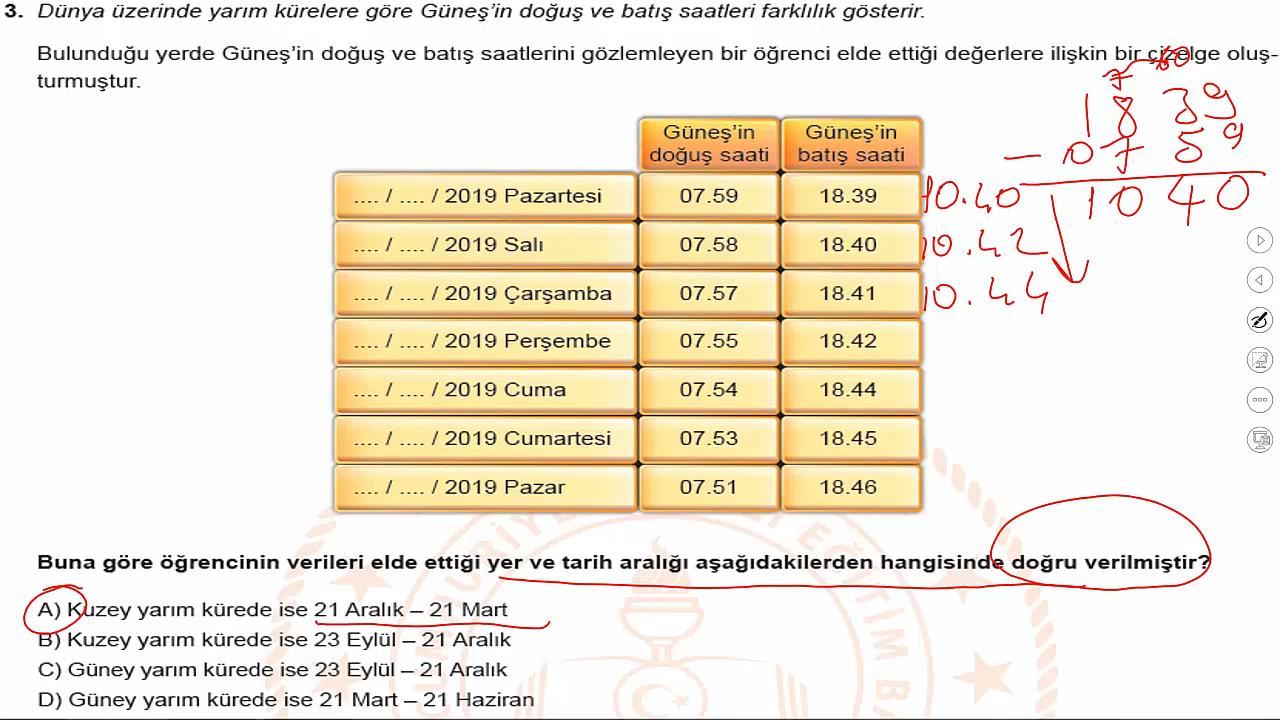 3. Dünya üzerinde yarım kürelere göre Güneş'in doğuş ve batış saatleri farklılık gösterir.
Bulunduğu yerde Güneş'in doğuş ve batış saatlerini gözlemleyen bir öğrenci elde ettiği değerlere ilişkin bir çizelge oluş-
turmuştur.
7 60
18 39
- 07 59
10 40
Güneş'in doğuş saati Güneş'in batış saati
.... / .... / 2019 Pazartesi 07.59 18.39 10.40
.... / .... / 2019 Salı 07.58 18.40 10.42
.... / .... / 2019 Çarşamba 07.57 18.41 10.44
.... / .... / 2019 Perşembe 07.55 18.42
.... / .... / 2019 Cuma 07.54 18.44
.... / .... / 2019 Cumartesi 07.53 18.45
.... / .... / 2019 Pazar 07.51 18.46
Buna göre öğrencinin verileri elde ettiği yer ve tarih aralığı aşağıdakilerden hangisinde doğru verilmiştir?
A) Kuzey yarım kürede ise 21 Aralık – 21 Mart
B) Kuzey yarım kürede ise 23 Eylül – 21 Aralık
C) Güney yarım kürede ise 23 Eylül – 21 Aralık
D) Güney yarım kürede ise 21 Mart – 21 Haziran